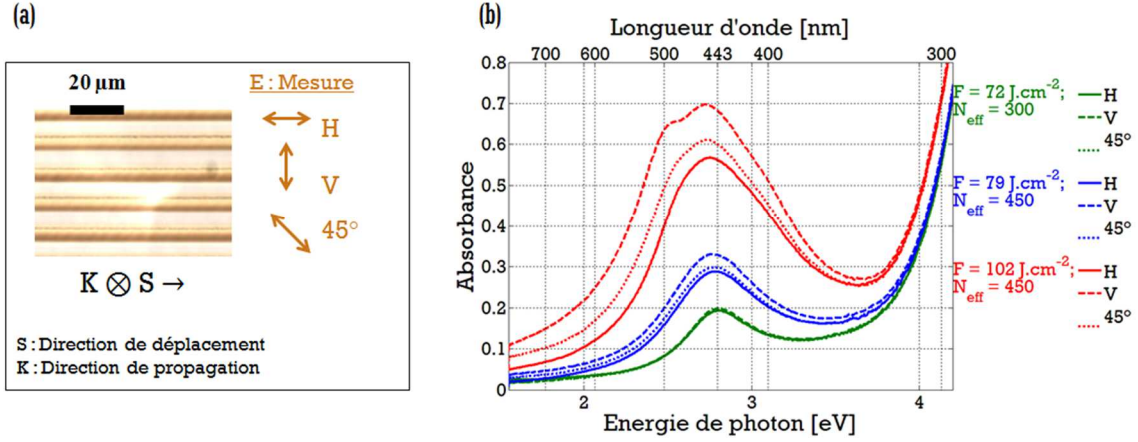 (a)
20 µm
E : Mesure
H
V
45°
K ⊗ S →
S : Direction de déplacement
K : Direction de propagation
(b)
Longueur d'onde [nm]
700 600 500 443 400 300
Absorbance
0.8
0.7
0.6
0.5
0.4
0.3
0.2
0.1
0
2 3 4
Energie de photon [eV]
F = 72 J.cm-2;
N eff = 300
H
V
45°
F = 79 J.cm-2;
N eff = 450
H
V
45°
F = 102 J.cm-2;
N eff = 450
H
V
45°